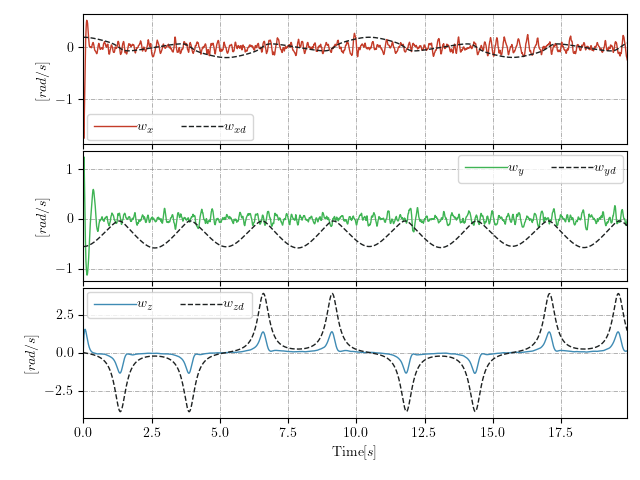 0
−1
[rad/s]
w_x w_xd
1
0
−1
[rad/s]
w_y w_yd
2.5
0.0
−2.5
[rad/s]
w_z w_zd
0.0 2.5 5.0 7.5 10.0 12.5 15.0 17.5
Time[s]